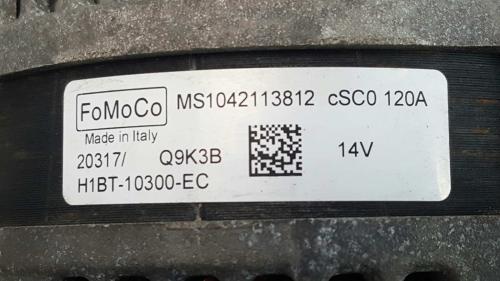 FoMoCo MS1042113812 cSC0 120A
Made in Italy
20317/ Q9K3B 14V
H1BT-10300-EC